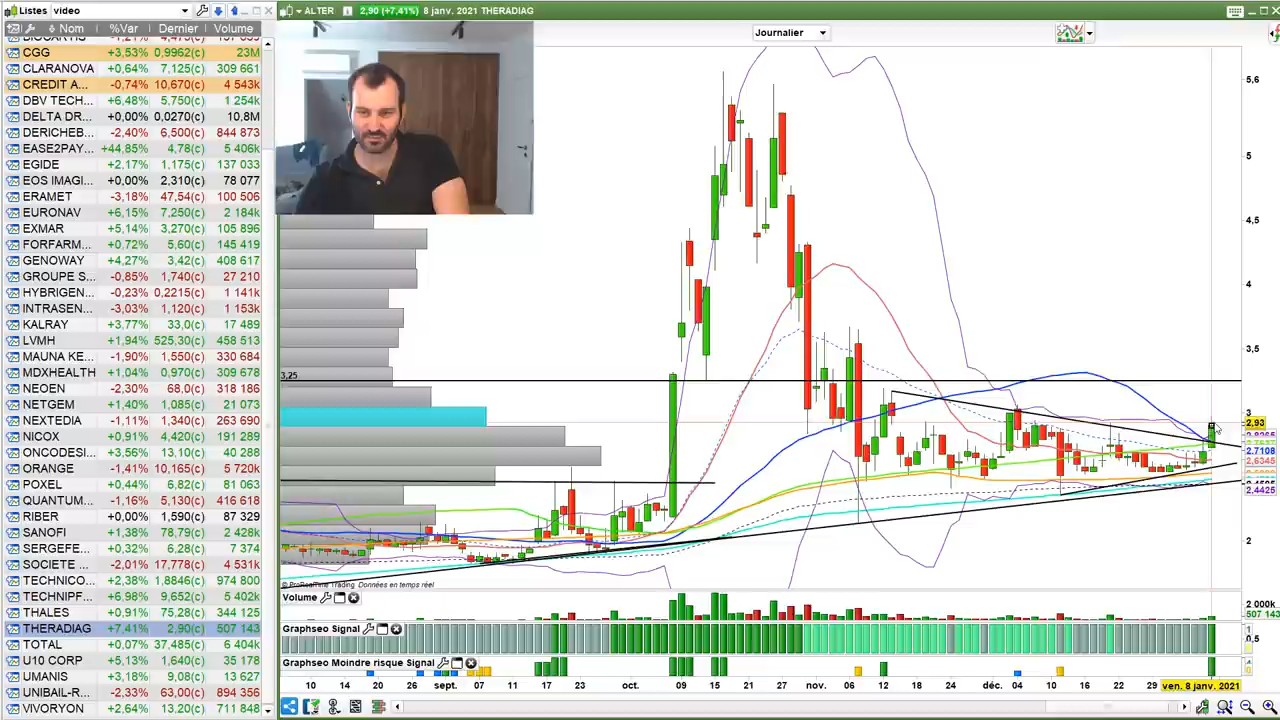 Listes video
ALTER 2,90 (+7,41%) 8 janv. 2021 THERADIAG
Nom %Var Dernier Volume
CGG +3,53% 0,9962(c) 23M
CLARANOVA +0,64% 7,125(c) 309 661
CREDIT A... -0,74% 10,670(c) 4 543k
DBV TECH... +6,48% 5,750(c) 1 254k
DELTA DR... +0,00% 0,0270(c) 10,8M
DERICHEB... -2,40% 6,500(c) 844 873
EASE2PAY... +44,85% 4,78(c) 5 406k
EGIDE +2,17% 1,175(c) 137 033
EOS IMAGI... +0,00% 2,310(c) 78 077
ERAMET -3,18% 47,54(c) 100 506
EURONAV +6,15% 7,250(c) 2 184k
EXMAR +5,14% 3,270(c) 105 896
FORFARM... +0,72% 5,60(c) 145 419
GENOWAY +4,27% 3,42(c) 408 617
GROUPE S... -0,85% 1,740(c) 27 210
HYBRIGEN... -0,23% 0,2215(c) 1 141k
INTRASEN... -3,03% 1,120(c) 1 153k
KALRAY +3,77% 33,0(c) 17 489
LVMH +1,94% 525,30(c) 458 513
MAUNA KE... -1,90% 1,550(c) 330 684
MDXHEALTH +1,04% 0,970(c) 309 678
NEOEN -2,30% 68,0(c) 318 186
NETGEM +1,40% 1,085(c) 21 073
NEXTEDIA -1,11% 1,340(c) 263 690
NICOX +0,91% 4,420(c) 191 289
ONCODESI... +3,56% 13,10(c) 40 288
ORANGE -1,41% 10,165(c) 5 720k
POXEL +0,44% 6,82(c) 81 063
QUANTUM... -1,16% 5,100(c) 416 618
RIBER +0,00% 1,590(c) 87 329
SANOFI +1,38% 78,79(c) 2 428k
SERGEFE... +0,32% 6,28(c) 7 374
SOCIETE ... -2,01% 17,778(c) 4 531k
TECHNICO... +2,38% 1,8846(c) 974 800
TECHNIPF... +6,98% 9,652(c) 5 402k
THALES +0,91% 75,28(c) 344 125
THERADIAG +7,41% 2,90(c) 507 143
TOTAL +0,07% 37,485(c) 6 404k
U10 CORP +5,13% 1,640(c) 35 178
UMANIS +3,18% 9,08(c) 13 627
UNIBAIL-R... -2,33% 63,00(c) 894 356
VIVORYON +2,64% 13,20(c) 711 848
Journalier
5,6
5
4,5
4
3,5
3,25
3
2,93
2,7108
2,6345
2,4425
2
© ProRealTime Trading Données en temps réel
Volume
2 000k
507 143
Graphseo Signal
1
0,5
Graphseo Moindre risque Signal
10 18 26 sept. 07 11 17 23 oct. 09 15 21 27 nov. 06 12 18 24 déc. 04 10 16 22 29 ven. 8 janv. 2021